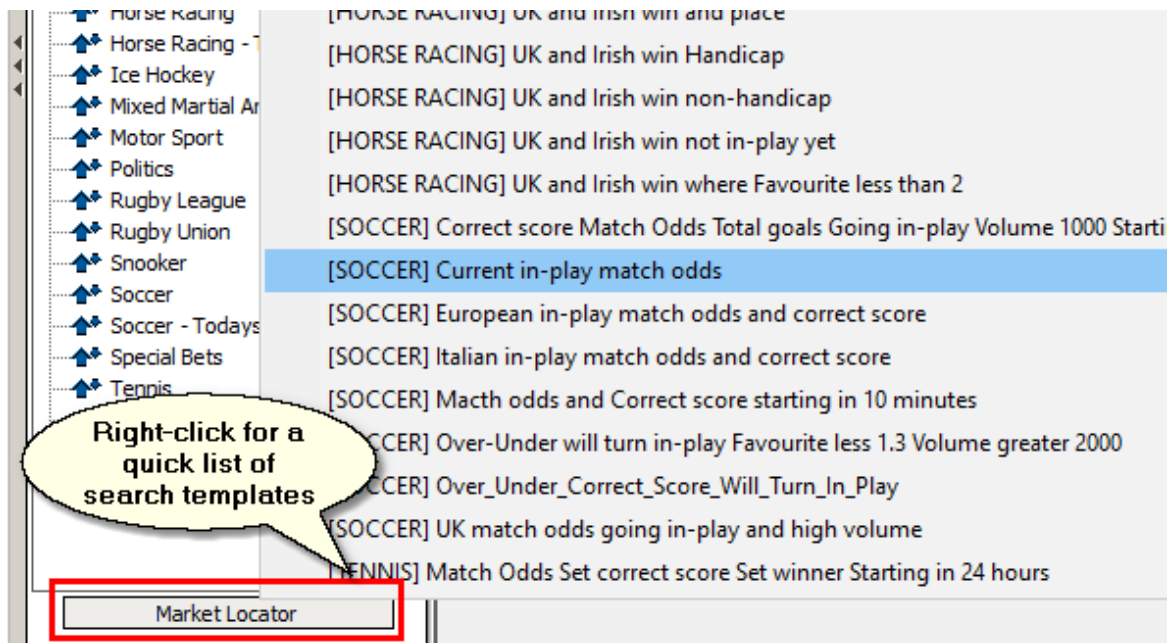 Horse Racing
Horse Racing - T
Ice Hockey
Mixed Martial Ar
Motor Sport
Politics
Rugby League
Rugby Union
Snooker
Soccer
Soccer - Todays
Special Bets
Tennis
[HORSE RACING] UK and Irish win and place
[HORSE RACING] UK and Irish win Handicap
[HORSE RACING] UK and Irish win non-handicap
[HORSE RACING] UK and Irish win not in-play yet
[HORSE RACING] UK and Irish win where Favourite less than 2
[SOCCER] Correct score Match Odds Total goals Going in-play Volume 1000 Starti
[SOCCER] Current in-play match odds
[SOCCER] European in-play match odds and correct score
[SOCCER] Italian in-play match odds and correct score
[SOCCER] Macth odds and Correct score starting in 10 minutes
CCER] Over-Under will turn in-play Favourite less 1.3 Volume greater 2000
CCER] Over_Under_Correct_Score_Will_Turn_In_Play
[SOCCER] UK match odds going in-play and high volume
[TENNIS] Match Odds Set correct score Set winner Starting in 24 hours
Right-click for a
quick list of
search templates
Market Locator